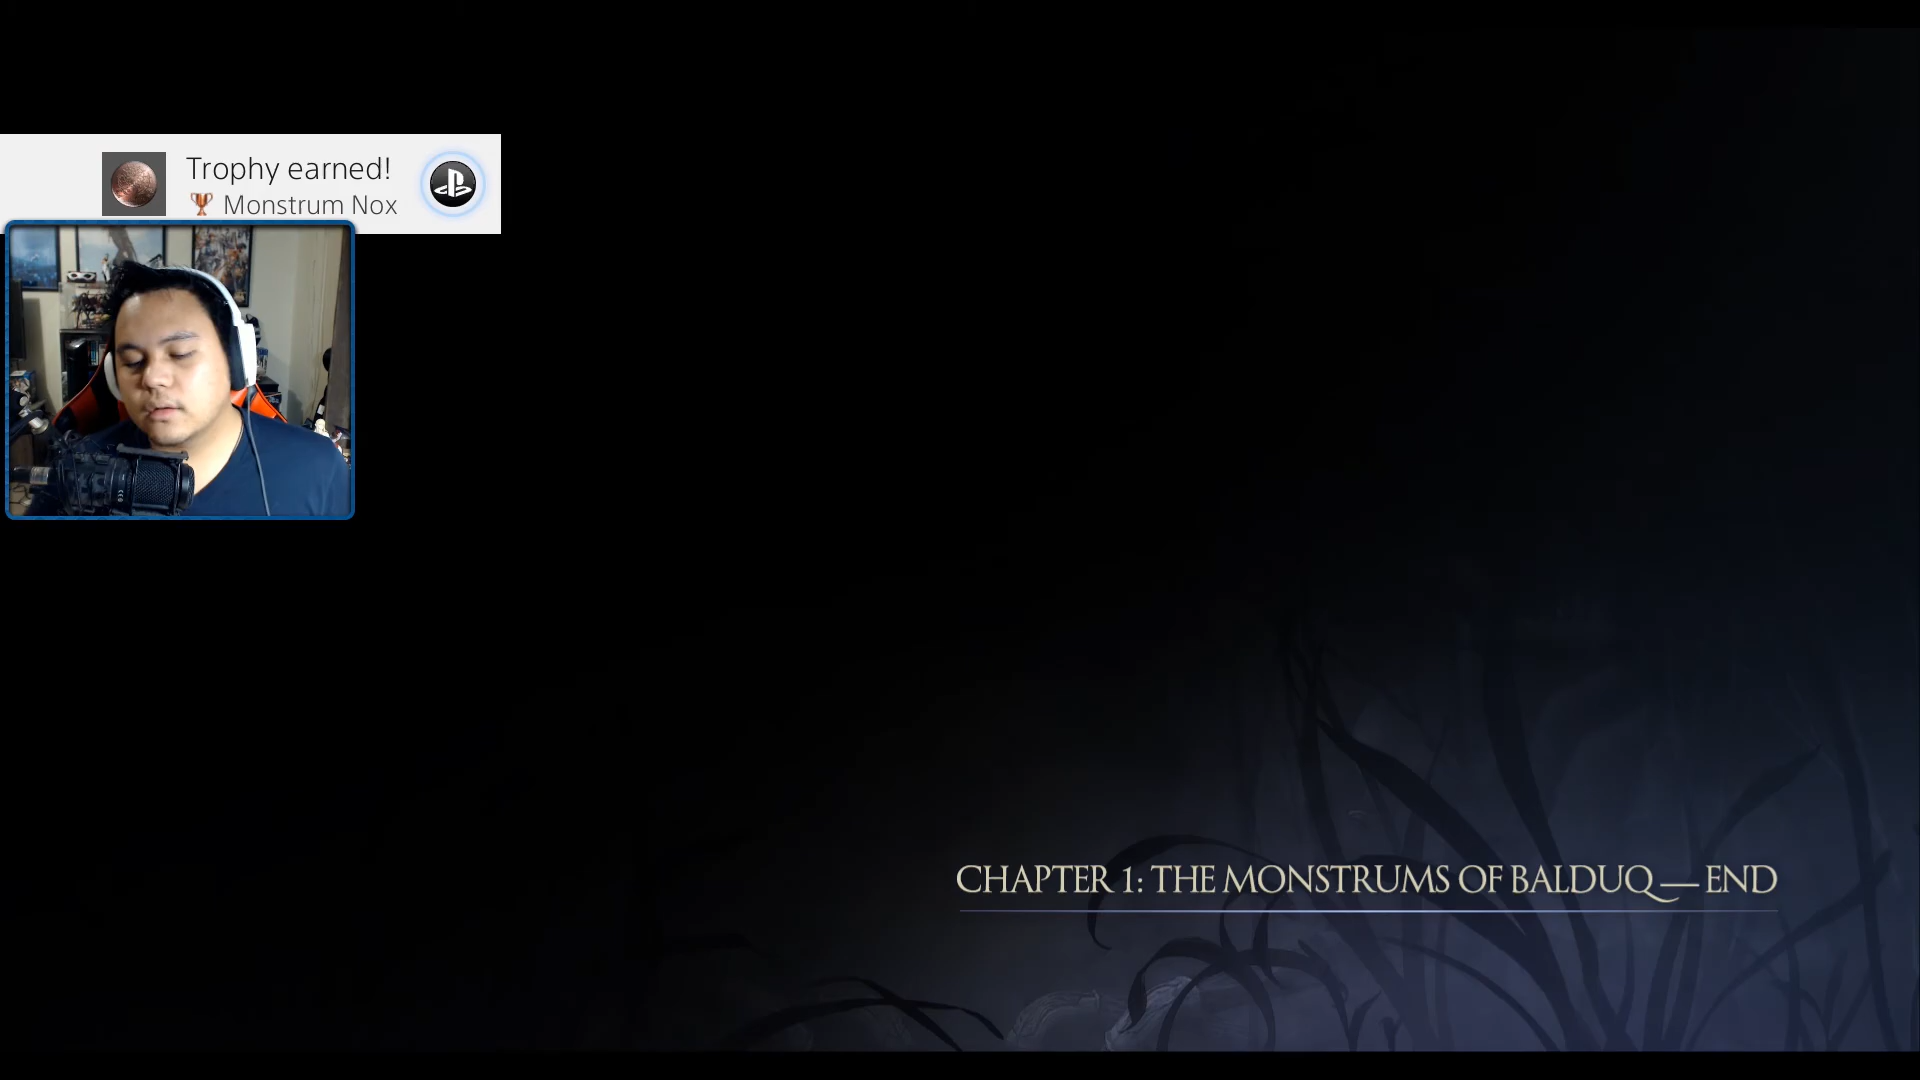 Trophy earned!
Monstrum Nox
CHAPTER 1: THE MONSTRUMS OF BALDUQ — END